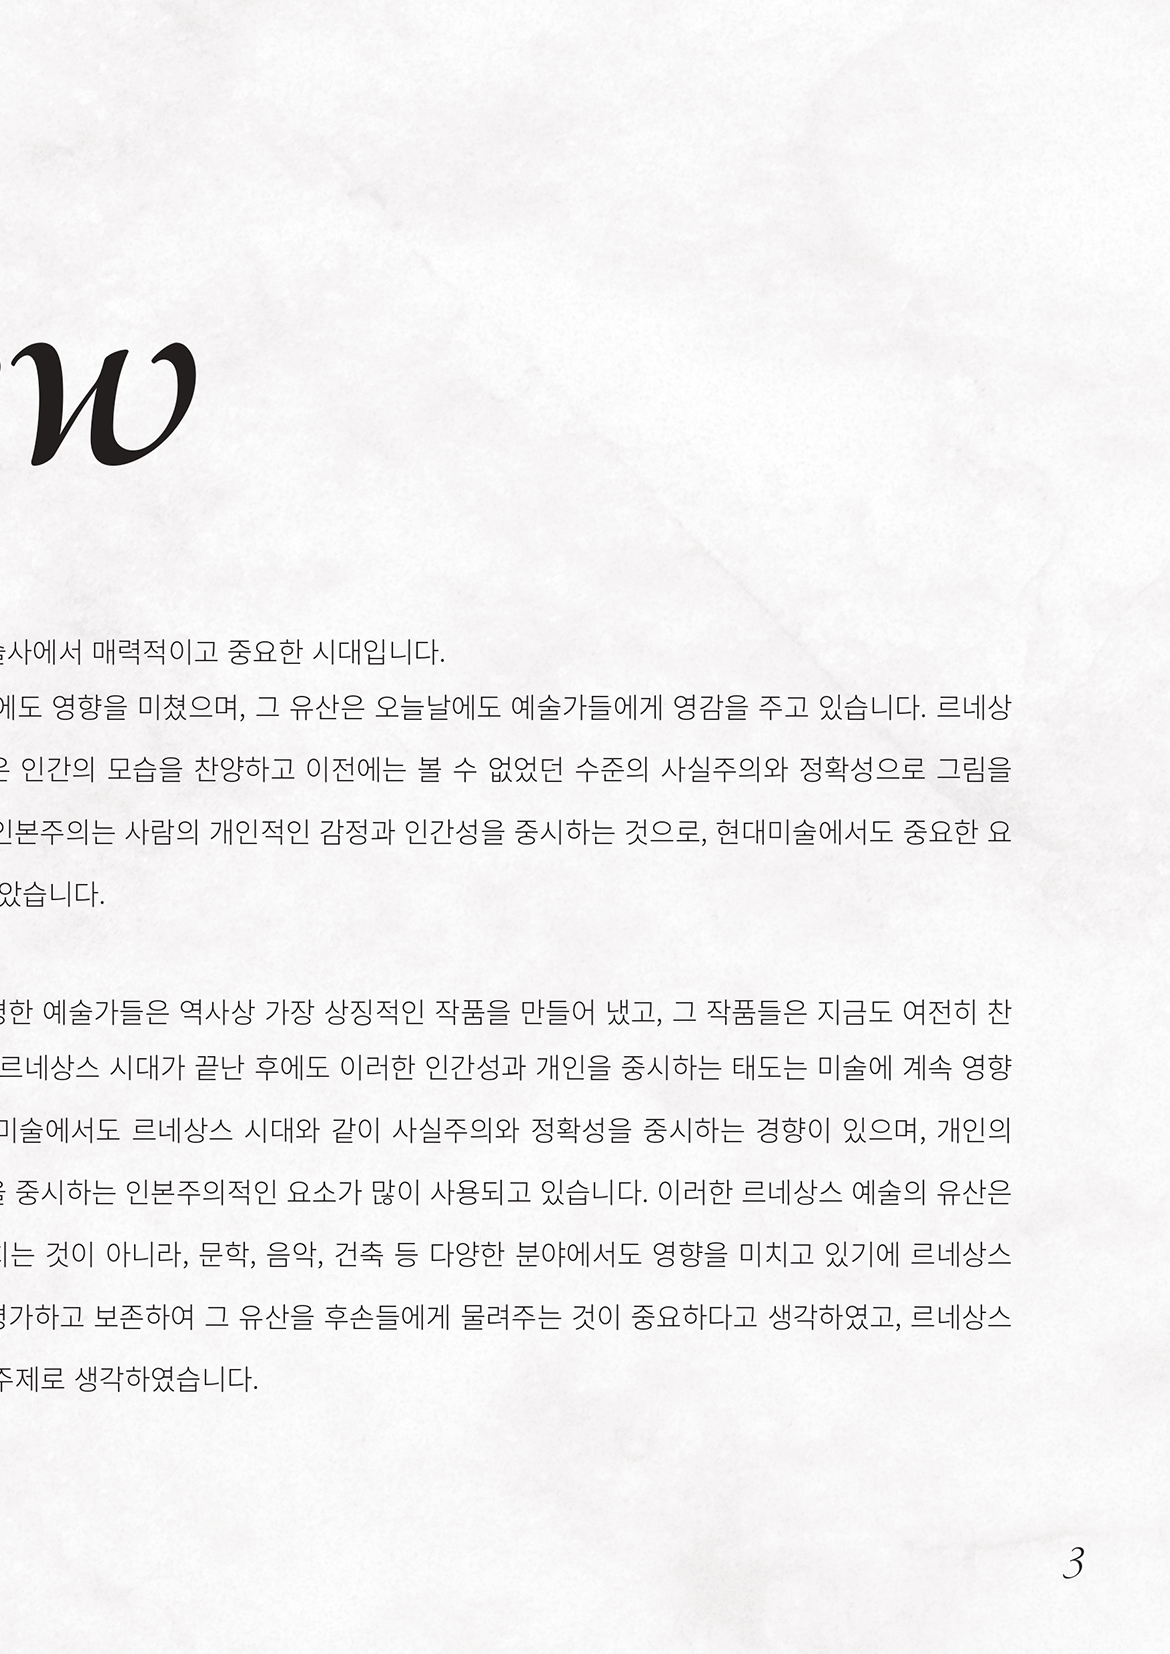 w
사에서 매력적이고 중요한 시대입니다.
에도 영향을 미쳤으며, 그 유산은 오늘날에도 예술가들에게 영감을 주고 있습니다. 르네상
은 인간의 모습을 찬양하고 이전에는 볼 수 없었던 수준의 사실주의와 정확성으로 그림을
인본주의는 사람의 개인적인 감정과 인간성을 중시하는 것으로, 현대미술에서도 중요한 요
았습니다.
한 예술가들은 역사상 가장 상징적인 작품을 만들어 냈고, 그 작품들은 지금도 여전히 찬
르네상스 시대가 끝난 후에도 이러한 인간성과 개인을 중시하는 태도는 미술에 계속 영향
미술에서도 르네상스 시대와 같이 사실주의와 정확성을 중시하는 경향이 있으며, 개인의
을 중시하는 인본주의적인 요소가 많이 사용되고 있습니다. 이러한 르네상스 예술의 유산은
치는 것이 아니라, 문학, 음악, 건축 등 다양한 분야에서도 영향을 미치고 있기에 르네상스
평가하고 보존하여 그 유산을 후손들에게 물려주는 것이 중요하다고 생각하였고, 르네상스
주제로 생각하였습니다.
3